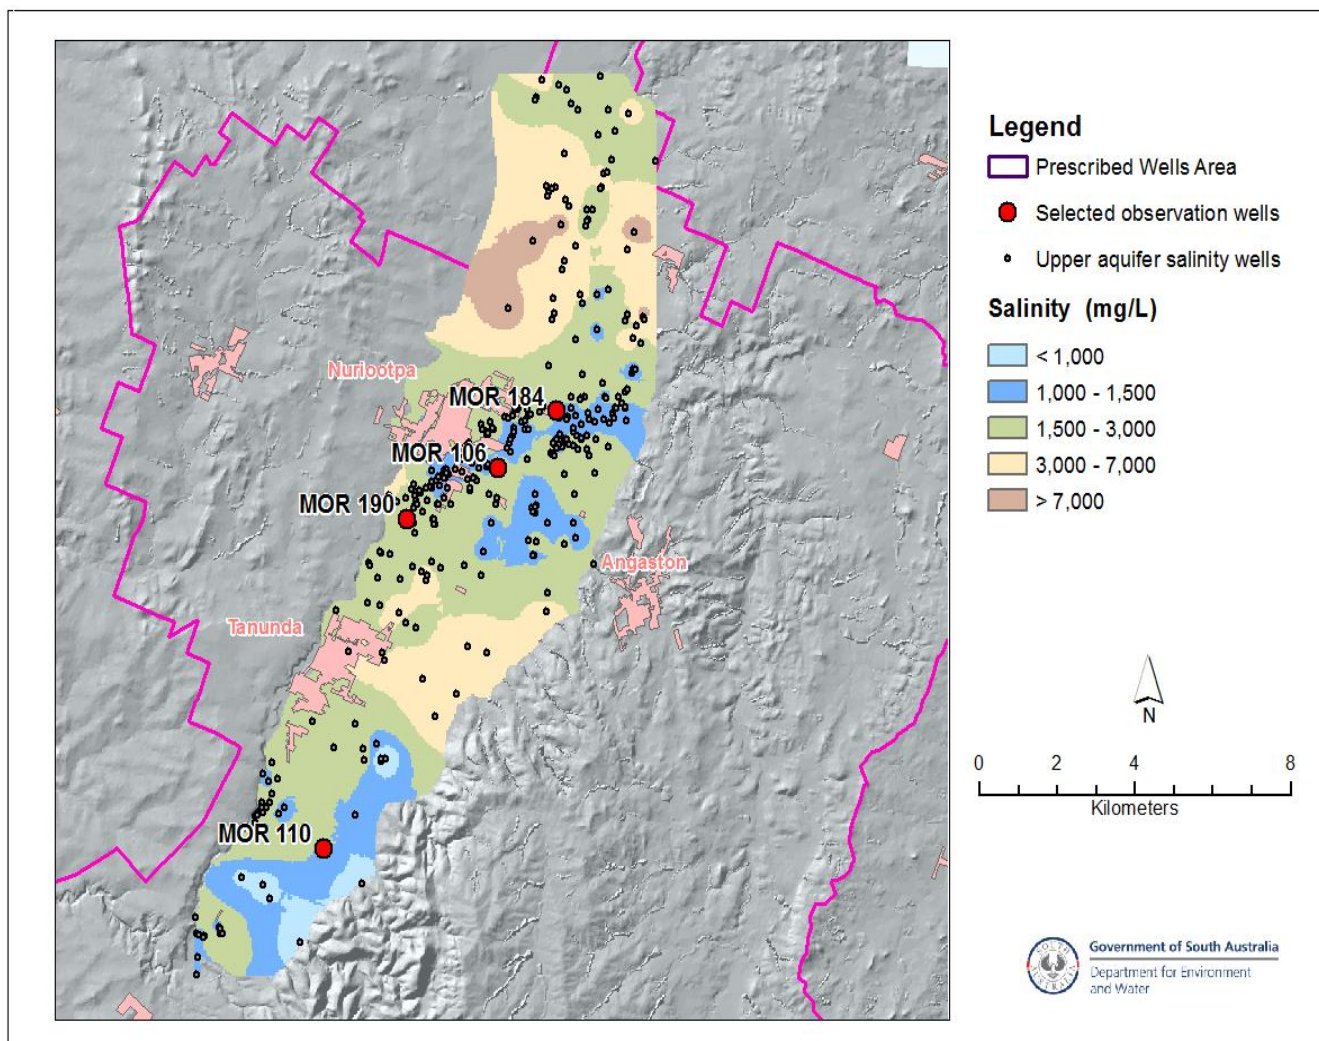 Nuriootpa
MOR 184
MOR 106
MOR 190
Angaston
Tanunda
MOR 110
Legend
Prescribed Wells Area
Selected observation wells
Upper aquifer salinity wells
Salinity (mg/L)
< 1,000
1,000 - 1,500
1,500 - 3,000
3,000 - 7,000
> 7,000
N
0 2 4 8
Kilometers
SOUTH AUSTRALIA
Government of South Australia
Department for Environment
and Water